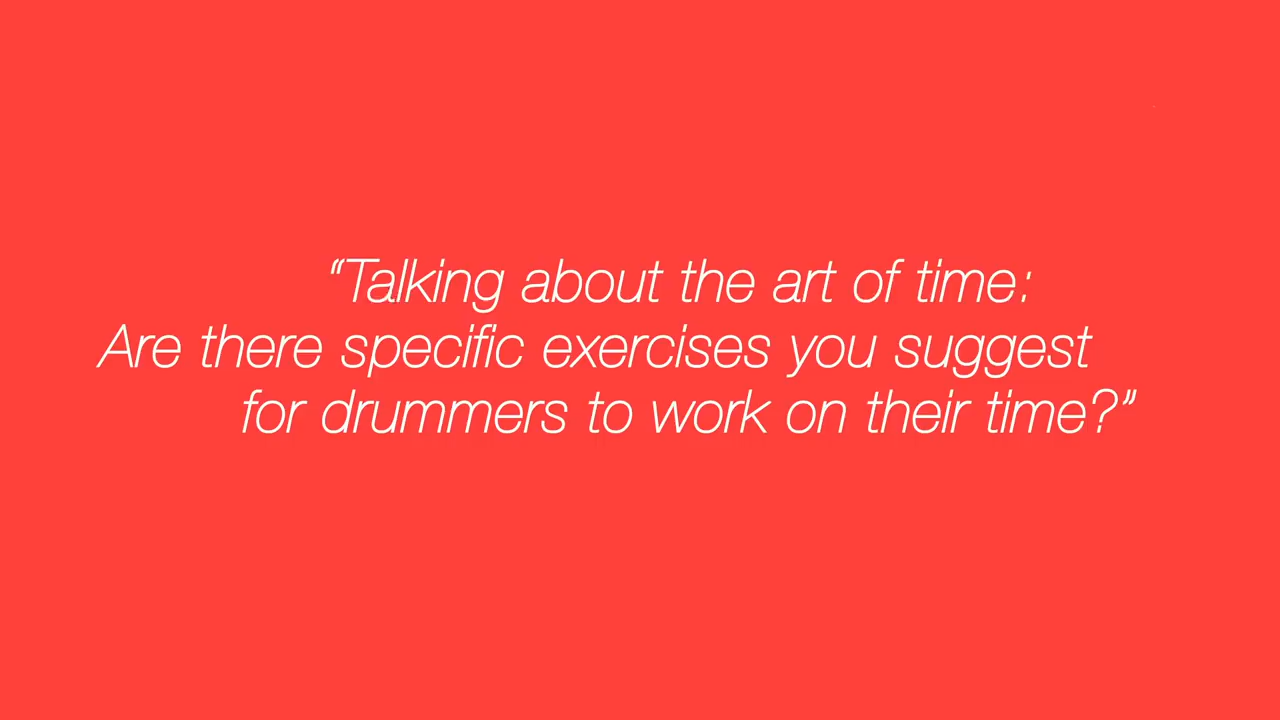 “Talking about the art of time:
Are there specific exercises you suggest
for drummers to work on their time?”